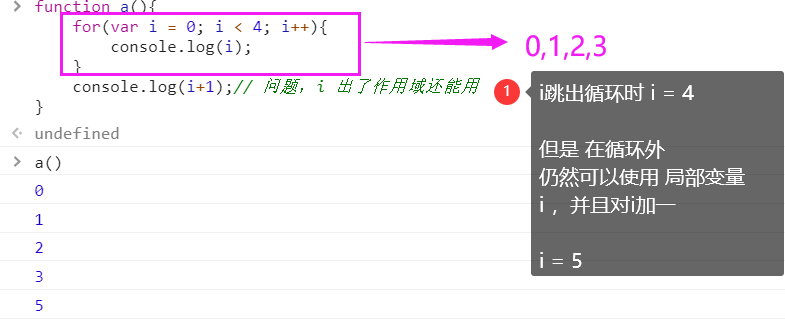 function a(){
for(var i = 0; i < 4; i++){
console.log(i);
}
console.log(i+1);// 问题，i 出了作用域还能用
}
undefined
a()
0
1
2
3
5
0,1,2,3
1
i跳出循环时 i = 4
但是 在循环外
仍然可以使用 局部变量
i ，并且对i加一
i = 5